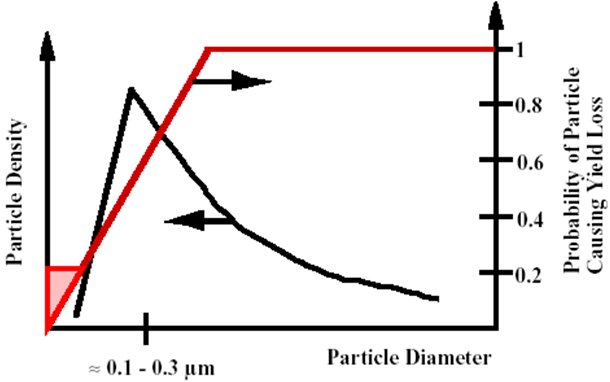 Particle Density
1
0.8
0.6
0.4
0.2
Probability of Particle
Causing Yield Loss
≈ 0.1 - 0.3 µm
Particle Diameter